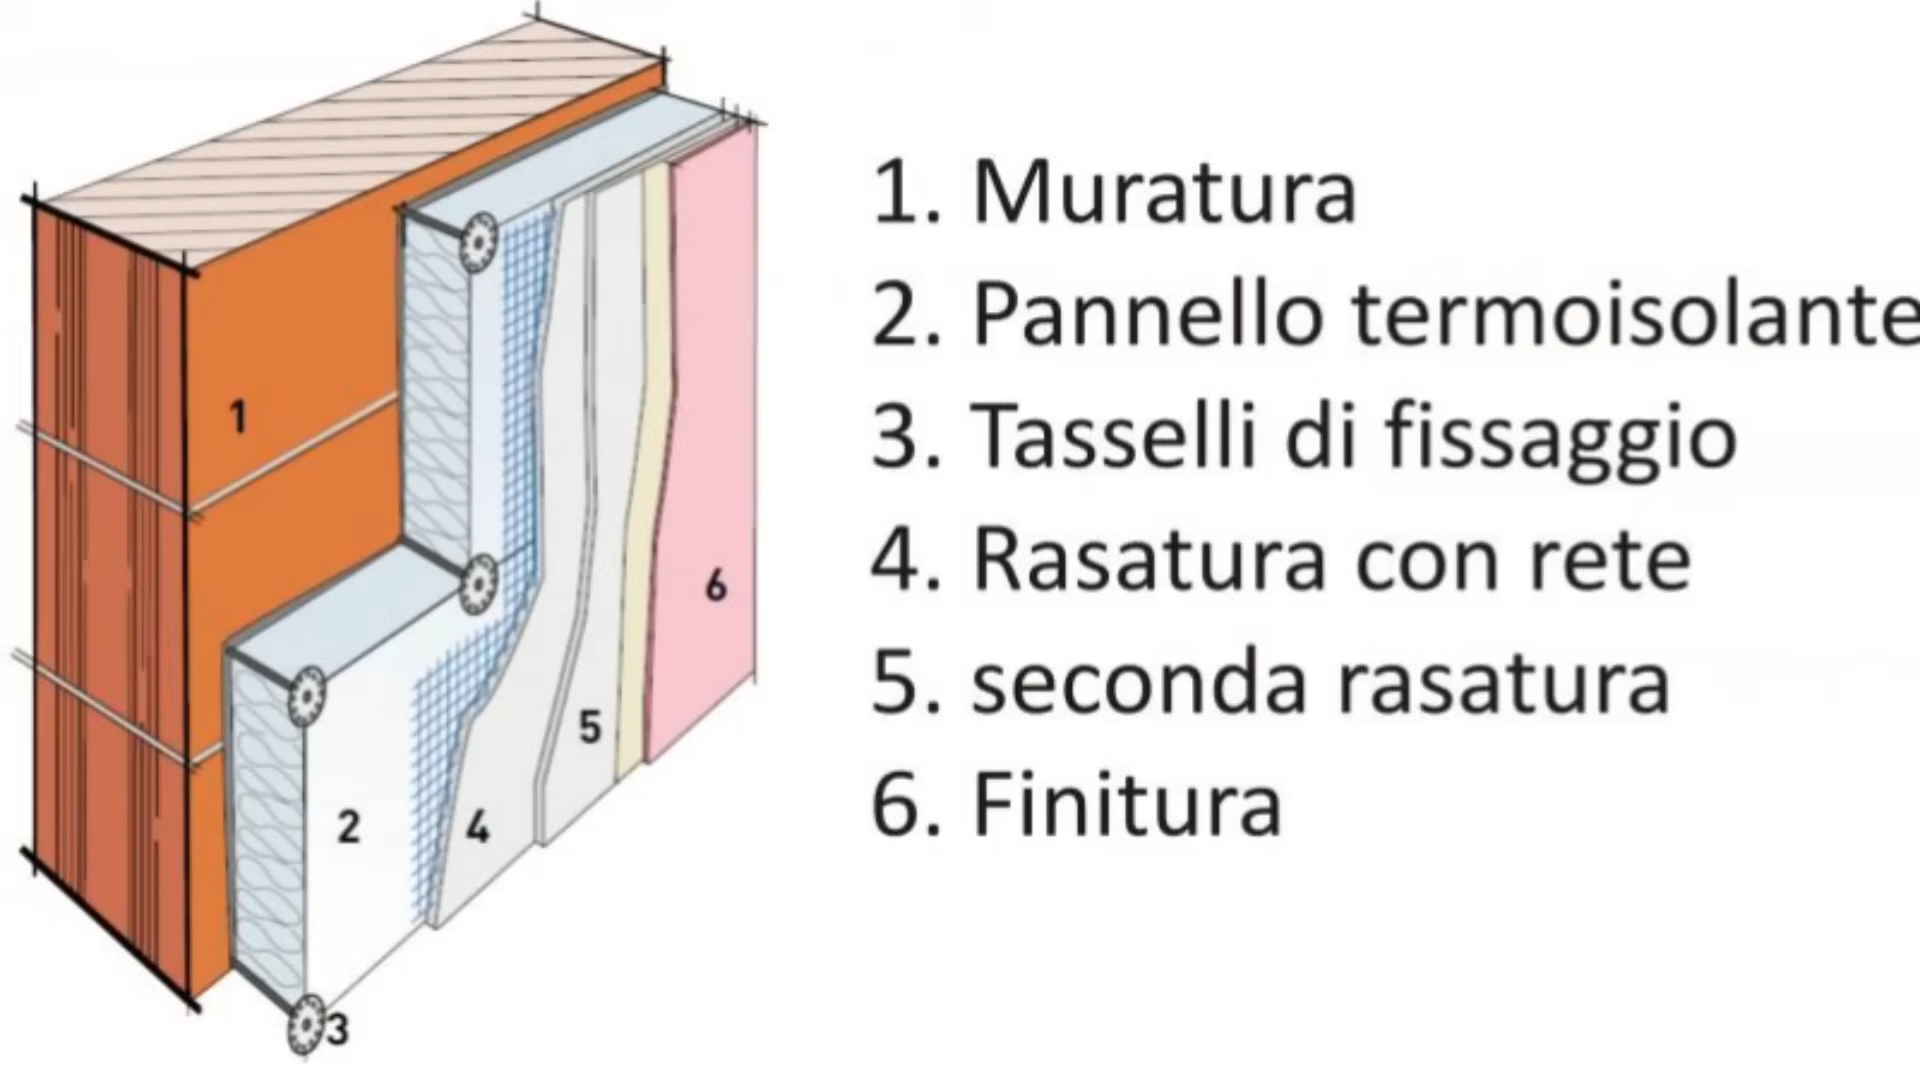 1. Muratura
2. Pannello termoisolante
3. Tasselli di fissaggio
4. Rasatura con rete
5. seconda rasatura
6. Finitura
1
6
5
2
4
3